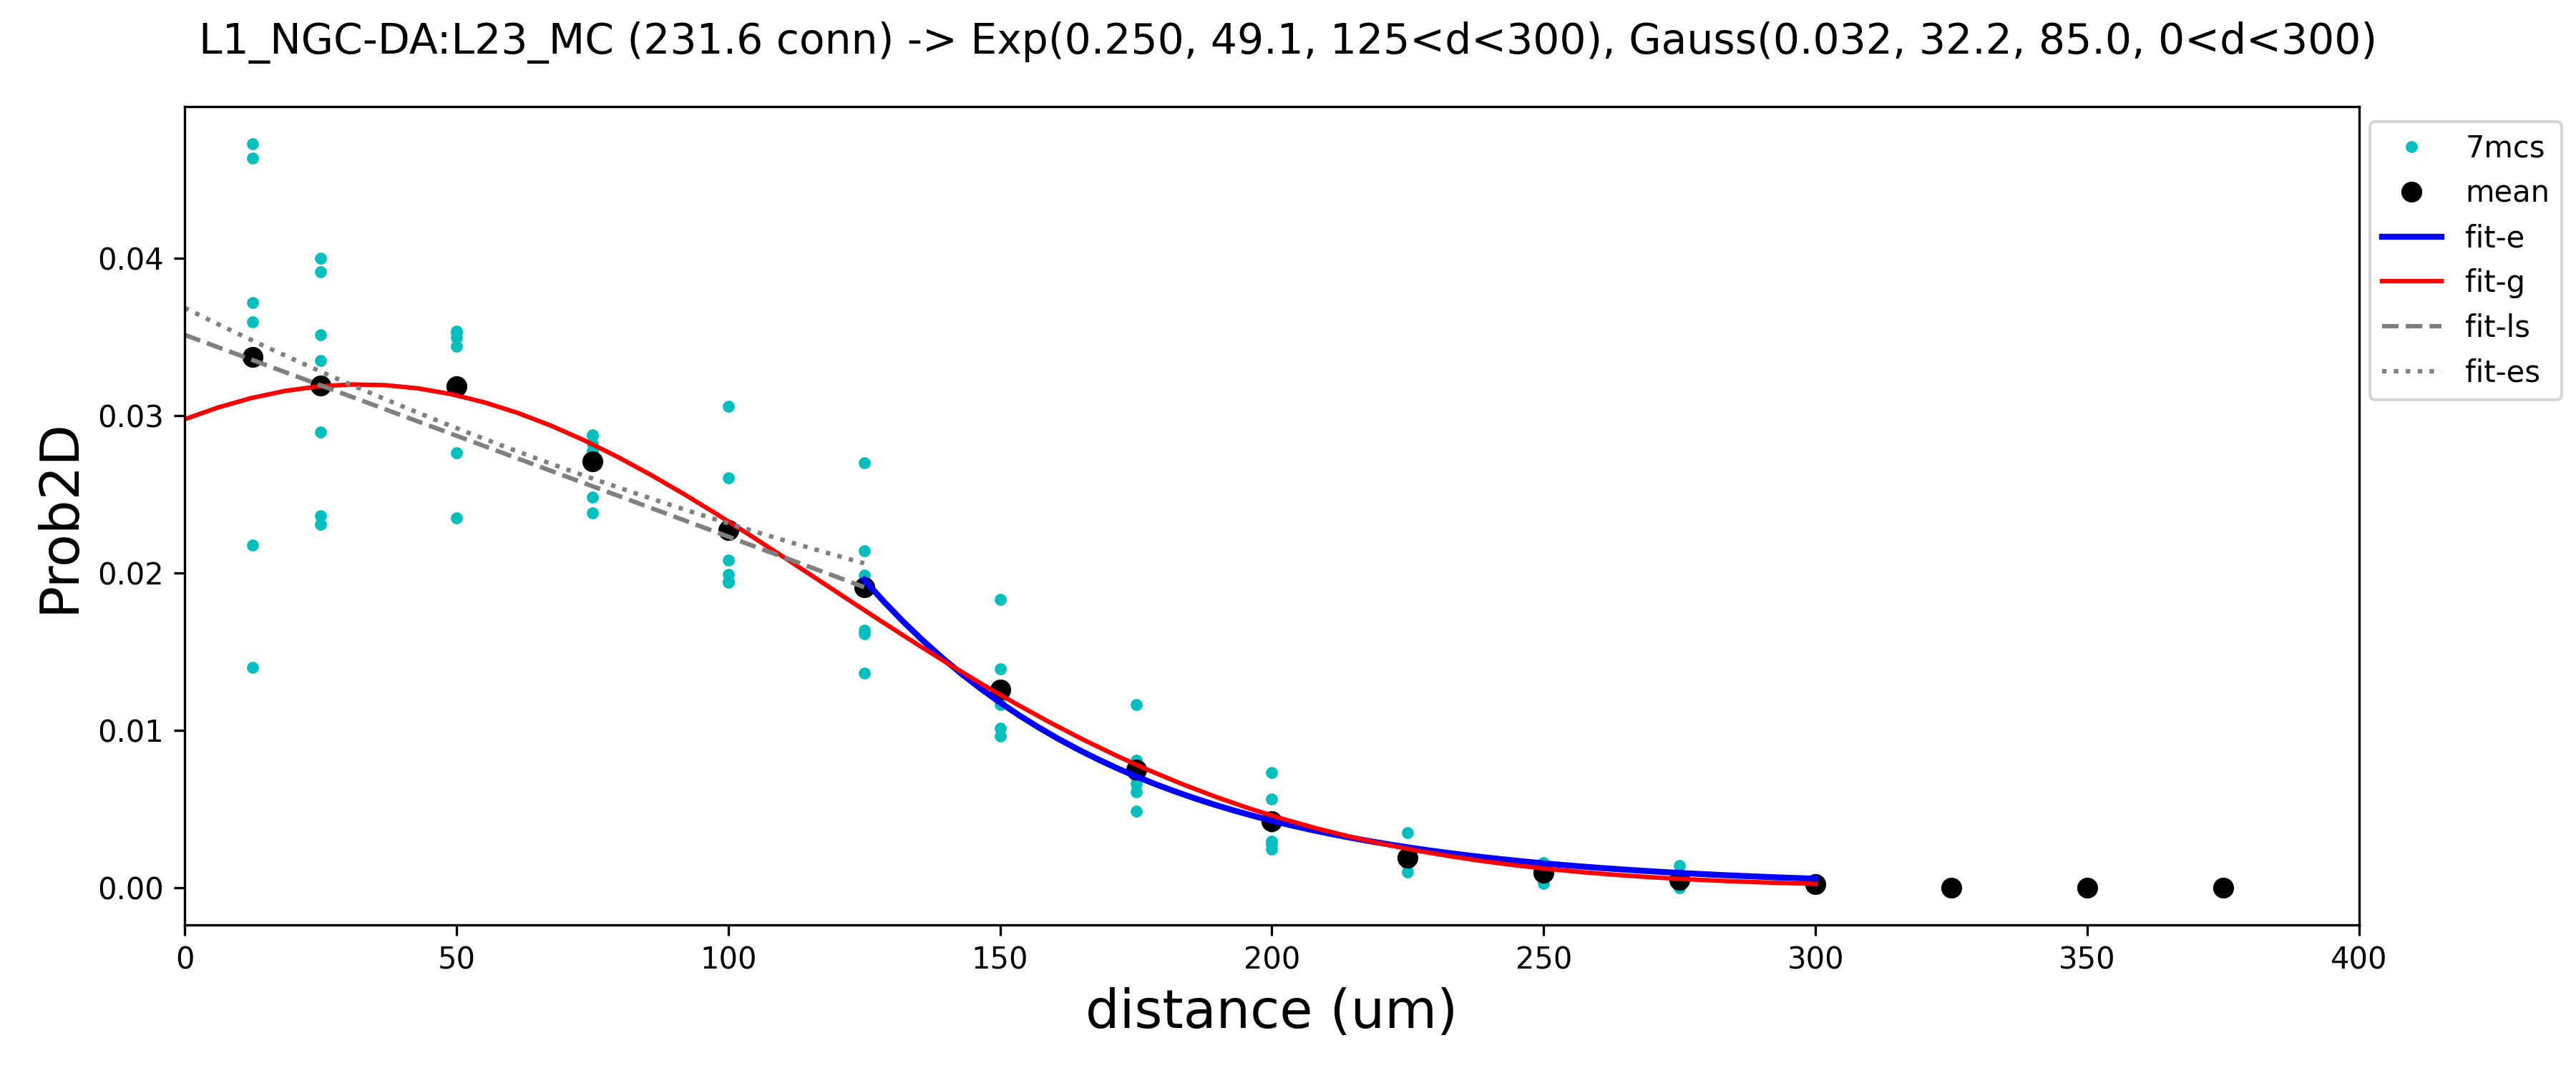 L1_NGC-DA:L23_MC (231.6 conn) -> Exp(0.250, 49.1, 125<d<300), Gauss(0.032, 32.2, 85.0, 0<d<300)
7mcs
mean
fit-e
fit-g
fit-ls
fit-es
Prob2D
0.04
0.03
0.02
0.01
0.00
0 50 100 150 200 250 300 350 400
distance (um)